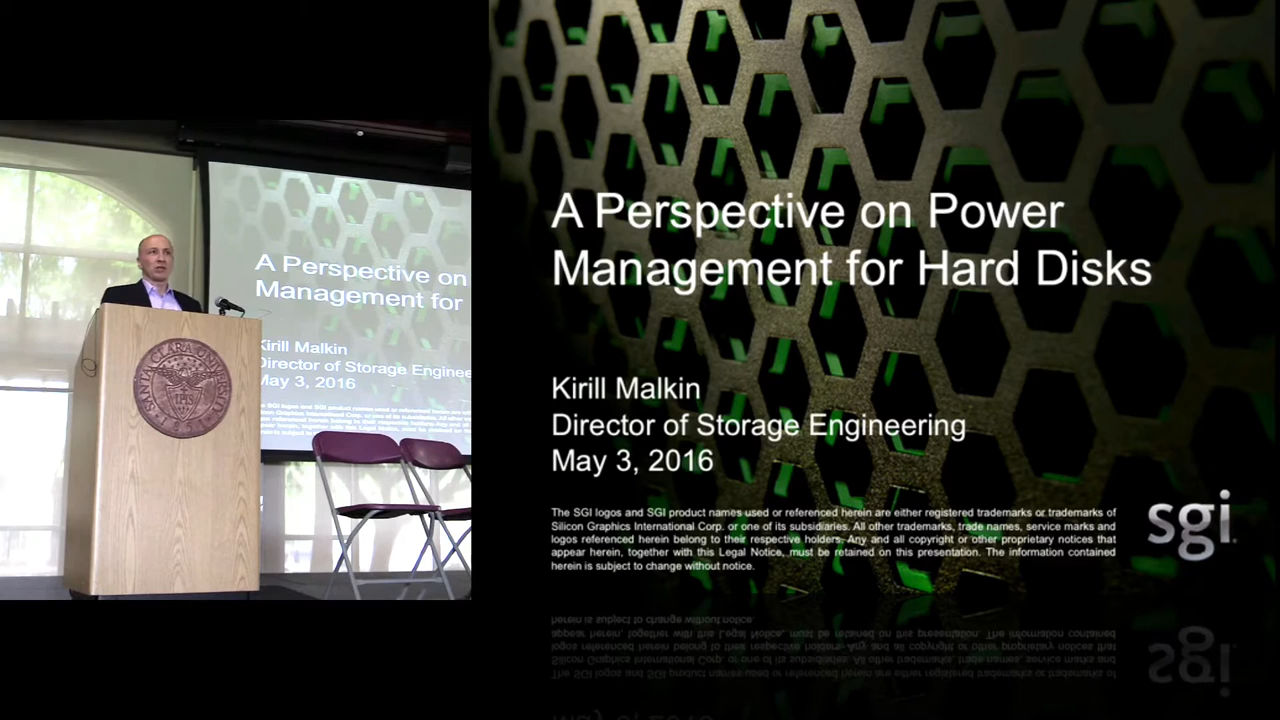 A Perspective on
Management for
Kirill Malkin
Director of Storage Enginee
May 3, 2016
SANTA CLARA UNIVERSITY
IHS
1851
A Perspective on Power
Management for Hard Disks
Kirill Malkin
Director of Storage Engineering
May 3, 2016
The SGI logos and SGI product names used or referenced herein are either registered trademarks or trademarks of
Silicon Graphics International Corp. or one of its subsidiaries. All other trademarks, trade names, service marks and
logos referenced herein belong to their respective holders. Any and all copyright or other proprietary notices that
appear herein, together with this Legal Notice, must be retained on this presentation. The information contained
herein is subject to change without notice.
sgi